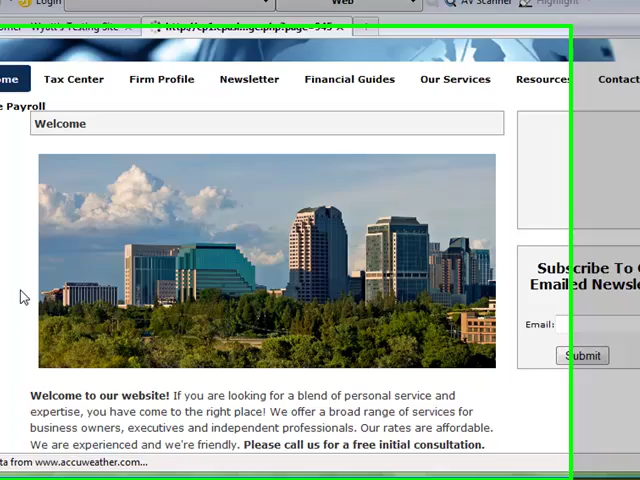 Login
Web
AV Scanner
Highlight
Wyatt's Testing Site
ome
Tax Center
Firm Profile
Newsletter
Financial Guides
Our Services
Resources
Contact
e Payroll
Welcome
Subscribe To
Emailed Newsle
Email:
Submit
Welcome to our website! If you are looking for a blend of personal service and
expertise, you have come to the right place! We offer a broad range of services for
business owners, executives and independent professionals. Our rates are affordable.
We are experienced and we're friendly. Please call us for a free initial consultation.
ta from www.accuweather.com...